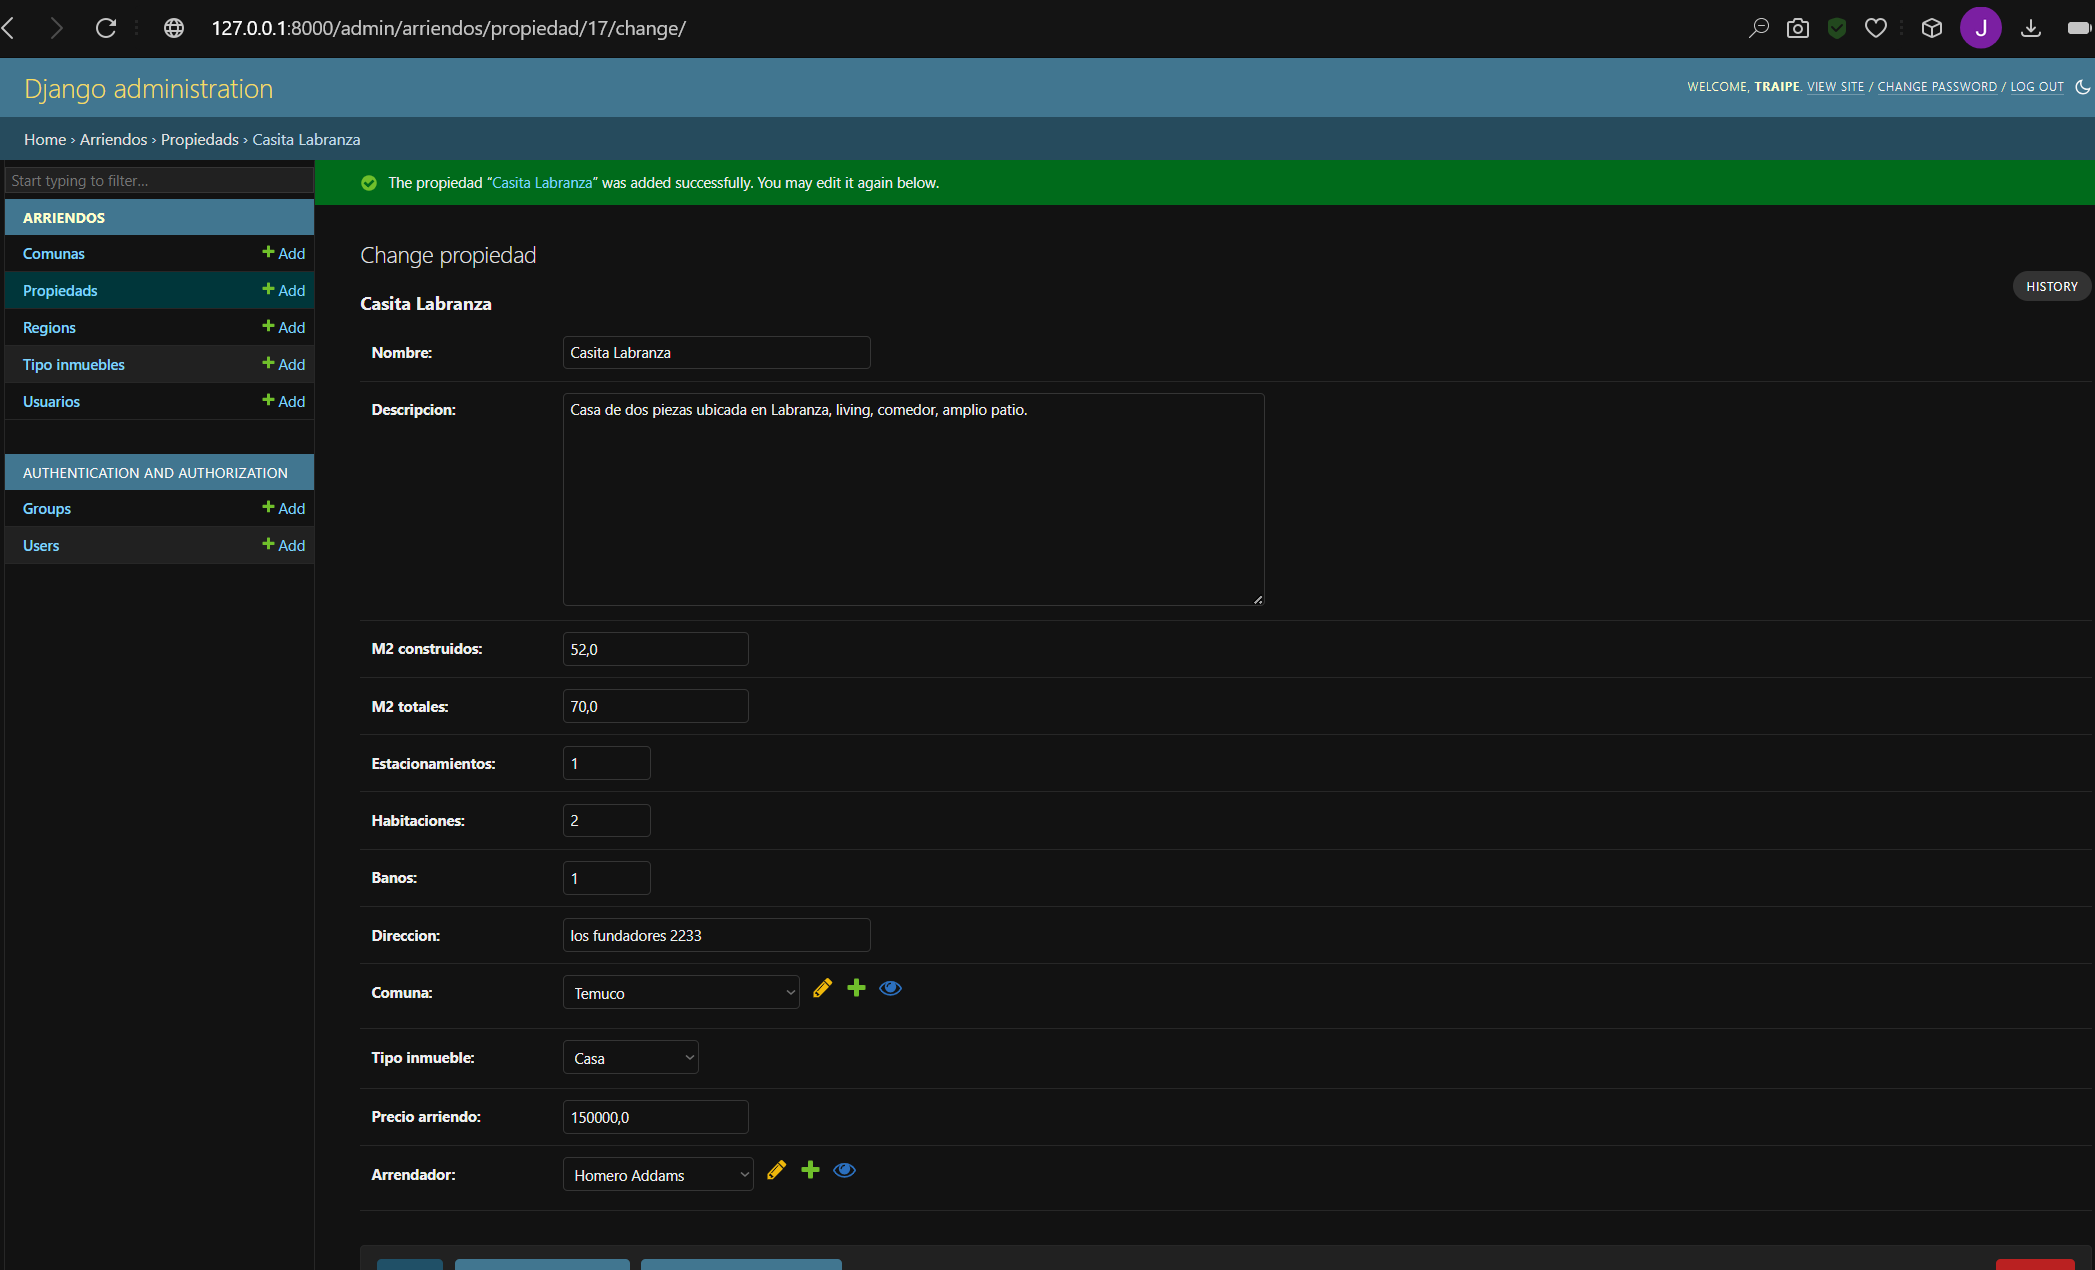 127.0.0.1:8000/admin/arriendos/propiedad/17/change/
J
Django administration
WELCOME, TRAIPE. VIEW SITE / CHANGE PASSWORD / LOG OUT
Home › Arriendos › Propiedads › Casita Labranza
Start typing to filter...
The propiedad “Casita Labranza” was added successfully. You may edit it again below.
ARRIENDOS
Comunas + Add
Propiedads + Add
Regions + Add
Tipo inmuebles + Add
Usuarios + Add
AUTHENTICATION AND AUTHORIZATION
Groups + Add
Users + Add
Change propiedad
HISTORY
Casita Labranza
Nombre: Casita Labranza
Descripcion: Casa de dos piezas ubicada en Labranza, living, comedor, amplio patio.
M2 construidos: 52,0
M2 totales: 70,0
Estacionamientos: 1
Habitaciones: 2
Banos: 1
Direccion: los fundadores 2233
Comuna: Temuco
Tipo inmueble: Casa
Precio arriendo: 150000,0
Arrendador: Homero Addams